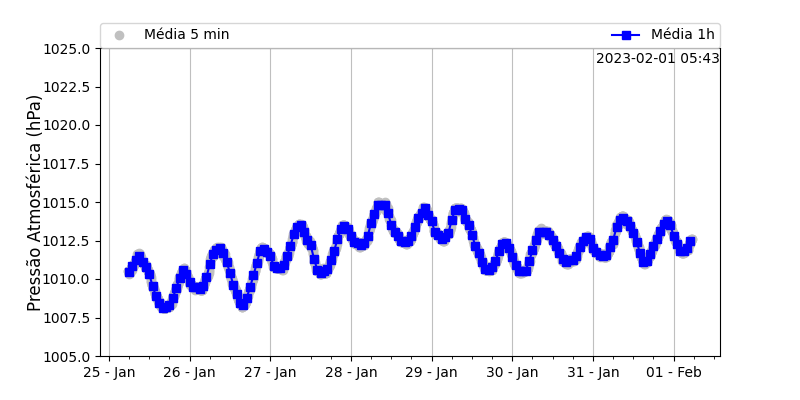 Média 5 min
Média 1h
2023-02-01 05:43
Pressão Atmosférica (hPa)
1025.0
1022.5
1020.0
1017.5
1015.0
1012.5
1010.0
1007.5
1005.0
25 - Jan
26 - Jan
27 - Jan
28 - Jan
29 - Jan
30 - Jan
31 - Jan
01 - Feb